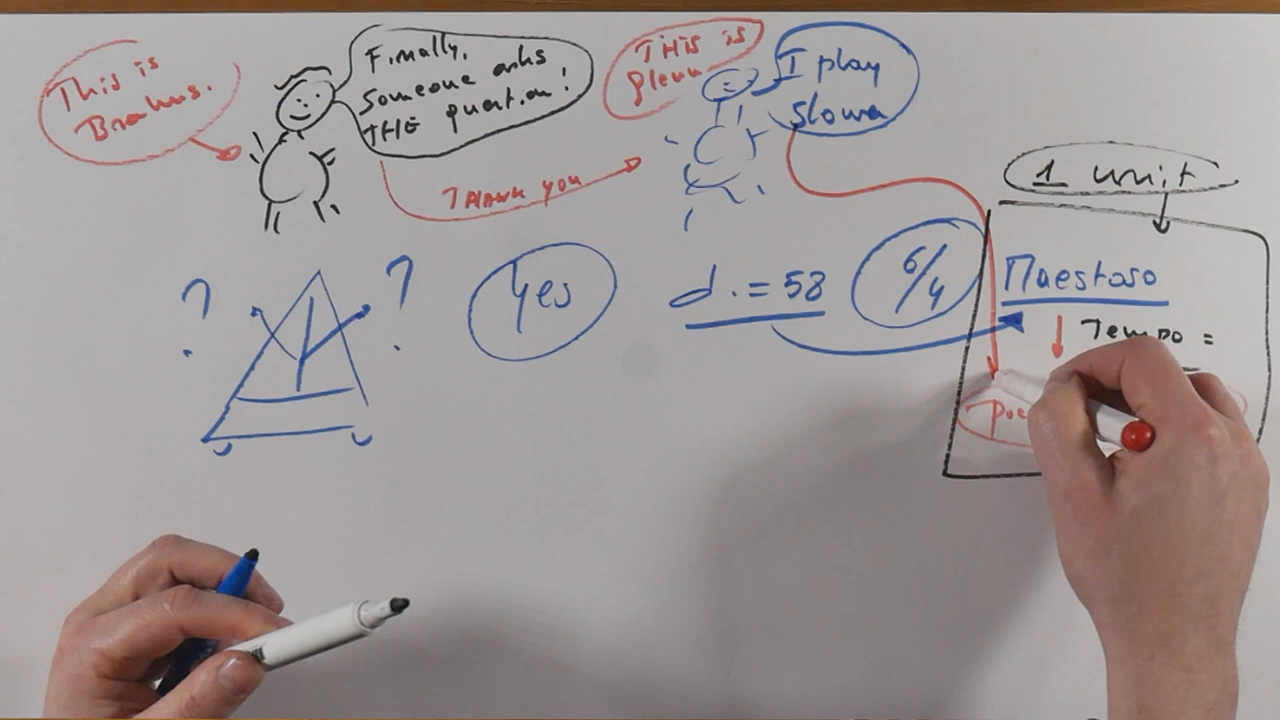 This is
Brahms.
Finally,
Someone asks
THE question!
THIS is
glenn
I play
Slower
THANK YOU
1 unit
?
?
Yes
d. = 58
6/4
Maestoso
Tempo =